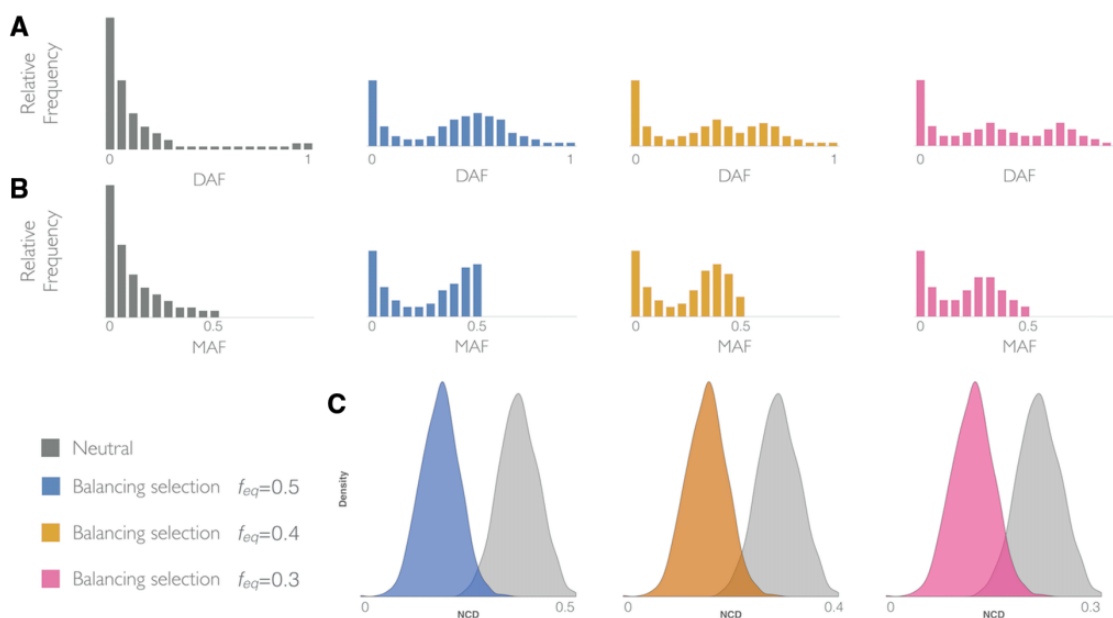 A
Relative
Frequency
0 1
DAF
0 1
DAF
0 1
DAF
0
DAF
B
Relative
Frequency
0 0.5
MAF
0 0.5
MAF
0 0.5
MAF
0 0.5
MAF
C
Neutral
Balancing selection feq=0.5
Balancing selection feq=0.4
Balancing selection feq=0.3
Density
0 NCD 0.5
0 NCD 0.4
0 NCD 0.3